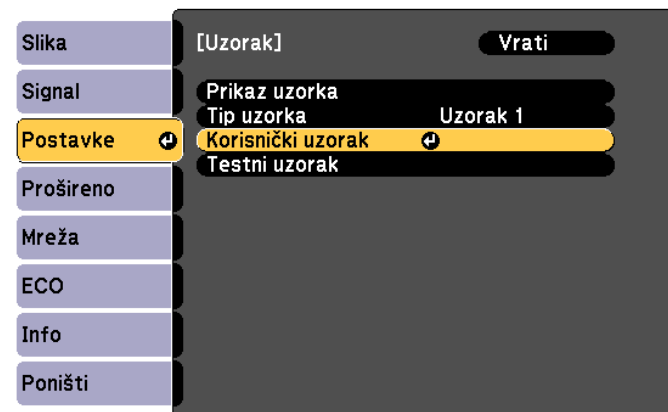 Slika
Signal
Postavke
Prošireno
Mreža
ECO
Info
Poništi
[Uzorak] Vrati
Prikaz uzorka
Tip uzorka Uzorak 1
Korisnički uzorak
Testni uzorak